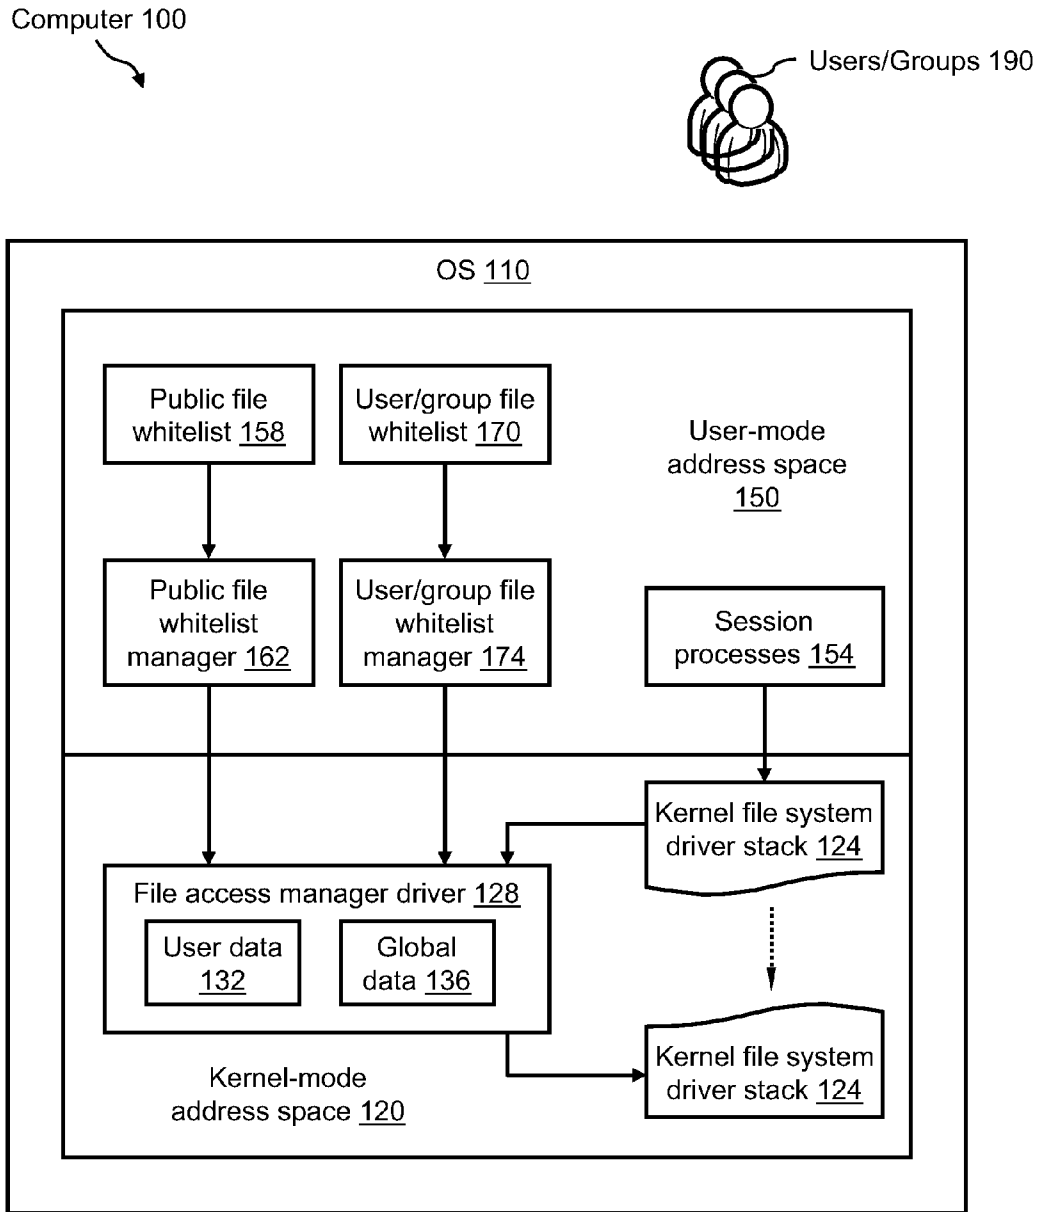 Computer 100
Users/Groups 190
OS 110
Public file
whitelist 158
User/group file
whitelist 170
User-mode
address space
150
Public file
whitelist
manager 162
User/group file
whitelist
manager 174
Session
processes 154
Kernel file system
driver stack 124
File access manager driver 128
User data
132
Global
data 136
Kernel file system
driver stack 124
Kernel-mode
address space 120